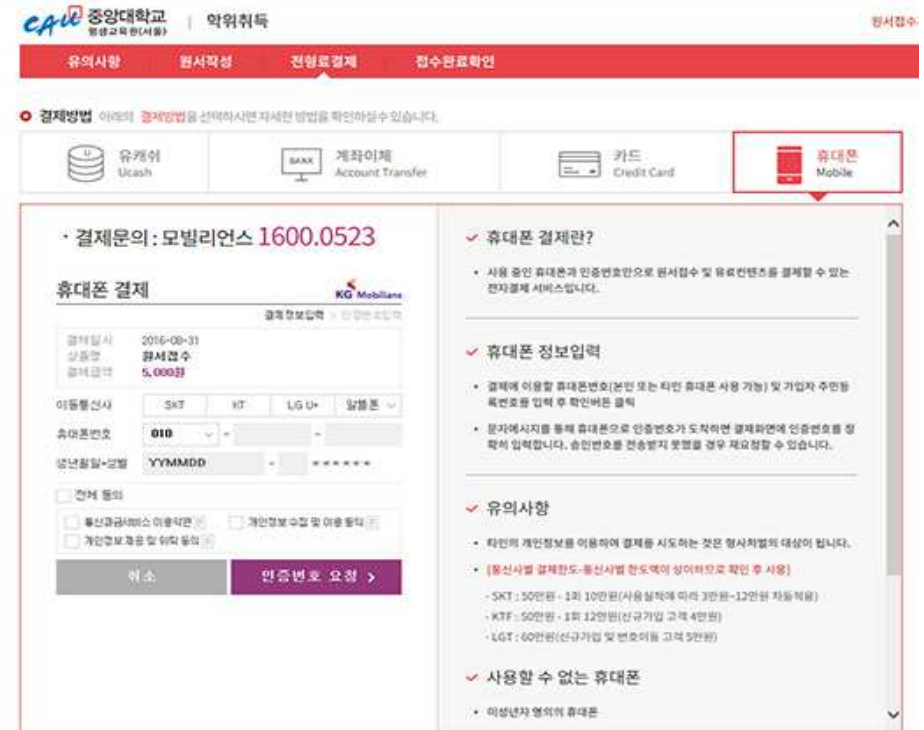 CAU 중앙대학교
평생교육원(서울)
학위취득
원서접수
유의사항 원서작성 전형료결제 접수완료확인
결제방법 아래의 결제방법을 선택하시면 자세한 방법을 확인하실수 있습니다.
유캐쉬
Ucash
BANK
계좌이체
Account Transfer
카드
Credit Card
휴대폰
Mobile
· 결제문의 : 모빌리언스 1600.0523
휴대폰 결제
KG Mobilians
결제정보입력 > 인증번호입력
결제일시 2016-08-31
상품명 원서접수
결제금액 5,000원
이동통신사 SKT KT LG U+ 알뜰폰
휴대폰번호 010 - -
생년월일+성별 YYMMDD - ******
전체 동의
통신과금서비스 이용약관
개인정보 수집 및 이용 동의
개인정보 제공 및 위탁 동의
취소
인증번호 요청 >
휴대폰 결제란?
• 사용 중인 휴대폰과 인증번호만으로 원서접수 및 유료컨텐츠를 결제할 수 있는
전자결제 서비스입니다.
휴대폰 정보입력
• 결제에 이용할 휴대폰번호(본인 또는 타인 휴대폰 사용 가능) 및 가입자 주민등
록번호를 입력 후 확인버튼 클릭
• 문자메시지를 통해 휴대폰으로 인증번호가 도착하면 결제화면에 인증번호를 정
확히 입력합니다. 승인번호를 전송받지 못했을 경우 재요청할 수 있습니다.
유의사항
• 타인의 개인정보를 이용하여 결제를 시도하는 것은 형사처벌의 대상이 됩니다.
• [통신사별 결제한도-통신사별 한도액이 상이하므로 확인 후 사용]
- SKT : 50만원 - 1회 10만원(사용실적에 따라 3만원~12만원 차등적용)
- KTF : 50만원 - 1회 12만원(신규가입 고객 4만원)
- LGT : 60만원(신규가입 및 번호이동 고객 5만원)
사용할 수 없는 휴대폰
• 미성년자 명의의 휴대폰